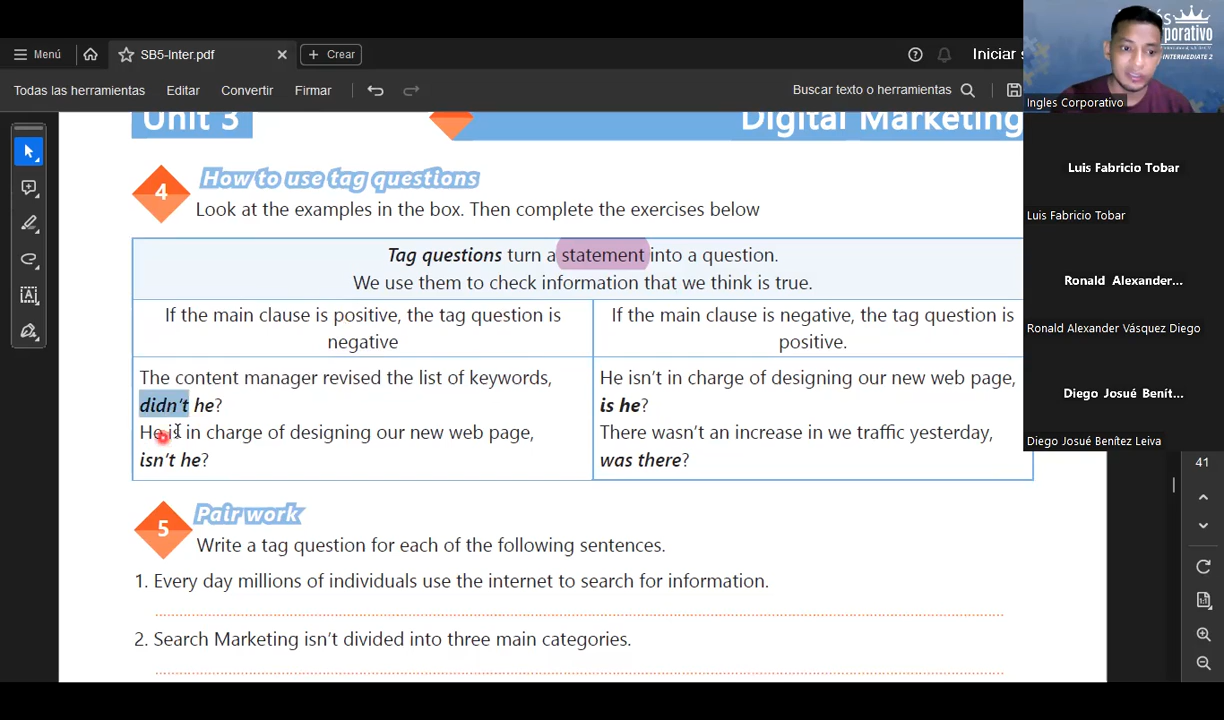 Menú
SB5-Inter.pdf
Crear
Iniciar
Todas las herramientas
Editar
Convertir
Firmar
Buscar texto o herramientas
Unit 3
Digital Marketing
4
How to use tag questions
Look at the examples in the box. Then complete the exercises below
Tag questions turn a statement into a question.
We use them to check information that we think is true.
If the main clause is positive, the tag question is
negative
If the main clause is negative, the tag question is
positive.
The content manager revised the list of keywords,
didn't he?
He is in charge of designing our new web page,
isn't he?
He isn't in charge of designing our new web page,
is he?
There wasn't an increase in we traffic yesterday,
was there?
5
Pair work
Write a tag question for each of the following sentences.
1. Every day millions of individuals use the internet to search for information.
2. Search Marketing isn't divided into three main categories.
orporativo
INTERMEDIATE 2
Ingles Corporativo
Luis Fabricio Tobar
Luis Fabricio Tobar
Ronald Alexander...
Ronald Alexander Vásquez Diego
Diego Josué Benít...
Diego Josué Benítez Leiva
41